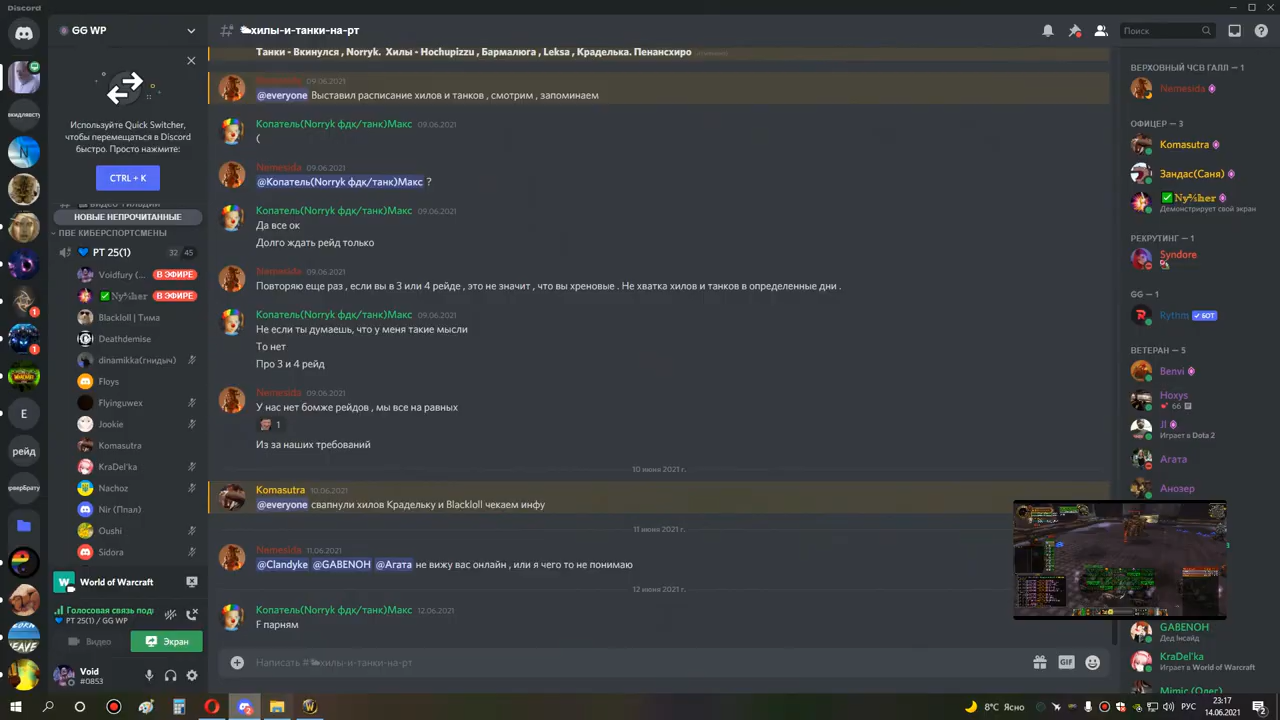 Discord
GG WP
хилы-и-танки-на-рт
Поиск
Используйте Quick Switcher,
чтобы перемещаться в Discord
быстро. Просто нажмите:
CTRL + K
НОВЫЕ НЕПРОЧИТАННЫЕ
ПВЕ КИБЕРСПОРТСМЕНЫ
РТ 25(1) 32 45
Voidfury (... В ЭФИРЕ
В ЭФИРЕ
Blackloll | Тима
Deathdemise
dinamikka(гнидыч)
Floys
Flyinguwex
Jookie
Komasutra
KraDel'ka
Nachoz
Nir (Ппал)
Oushi
Sidora
World of Warcraft
Голосовая связь подк
РТ 25(1) / GG WP
Видео
Экран
Void
#0853
E
рейд
EAVE
1
1
Танки - Вкинулся , Norryk. Хилы - Hochupizzu , Бармалюга , Leksa , Краделька. Пенансхиро
Nemesida 09.06.2021
@everyone Выставил расписание хилов и танков , смотрим , запоминаем
Копатель(Norryk фдк/танк)Макс 09.06.2021
(
Nemesida 09.06.2021
@Копатель(Norryk фдк/танк)Макс ?
Копатель(Norryk фдк/танк)Макс 09.06.2021
Да все ок
Долго ждать рейд только
Nemesida 09.06.2021
Повторяю еще раз , если вы в 3 или 4 рейде , это не значит , что вы хреновые . Не хватка хилов и танков в определенные дни .
Копатель(Norryk фдк/танк)Макс 09.06.2021
Не если ты думаешь, что у меня такие мысли
То нет
Про 3 и 4 рейд
Nemesida 09.06.2021
У нас нет бомже рейдов , мы все на равных
1
Из за наших требований
10 июня 2021 г.
Komasutra 10.06.2021
@everyone свапнули хилов Крадельку и Blackloll чекаем инфу
11 июня 2021 г.
Nemesida 11.06.2021
@Clandyke @GABENOH @Агата не вижу вас онлайн , или я чего то не понимаю
12 июня 2021 г.
Копатель(Norryk фдк/танк)Макс 12.06.2021
F парням
Написать #хилы-и-танки-на-рт
GIF
ВЕРХОВНЫЙ ЧСВ ГАЛЛ — 1
Nemesida
ОФИЦЕР — 3
Komasutra
Зандас(Саня)
Демонстрирует свой экран
РЕКРУТИНГ — 1
Syndore
GG — 1
Rythm БОТ
ВЕТЕРАН — 5
Benvi
Hoxys
66
Jl
Играет в Dota 2
Агата
Анозер
GABENOH
Дед Інсайд
KraDel'ka
Играет в World of Warcraft
Mimic (Олег)
8°C Ясно
РУС
23:17
14.06.2021
2